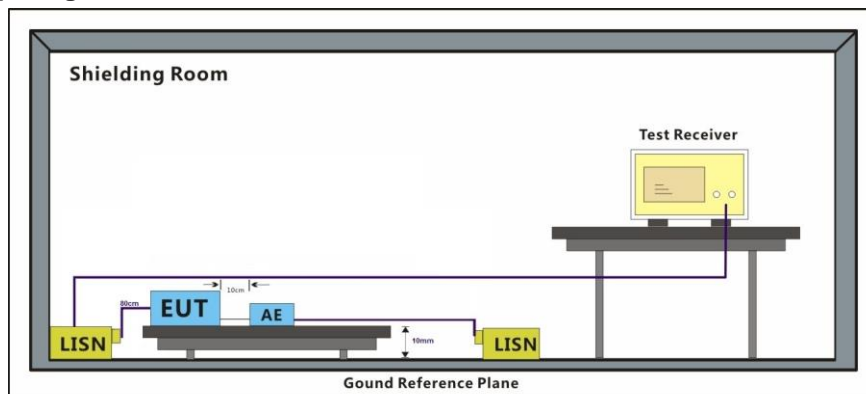 Shielding Room
Test Receiver
10cm
80cm
EUT
AE
LISN
10mm
LISN
Gound Reference Plane